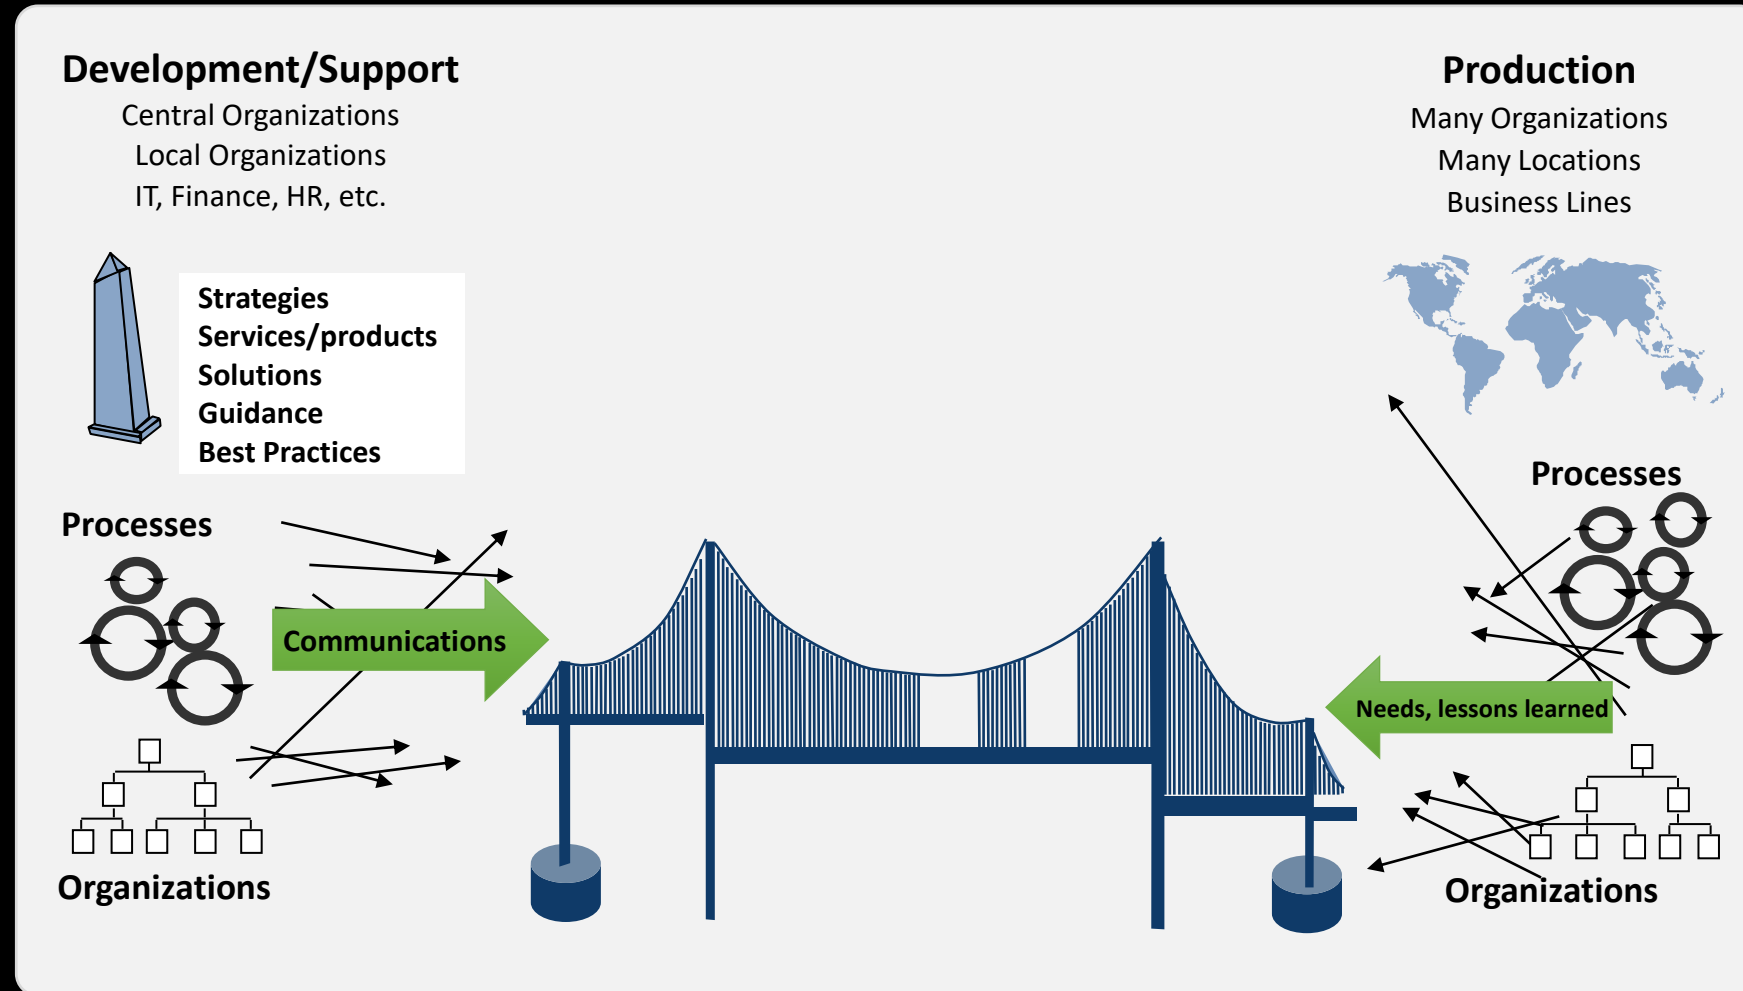 Development/Support
Central Organizations
Local Organizations
IT, Finance, HR, etc.
Strategies
Services/products
Solutions
Guidance
Best Practices
Processes
Communications
Organizations
Production
Many Organizations
Many Locations
Business Lines
Processes
Needs, lessons learned
Organizations